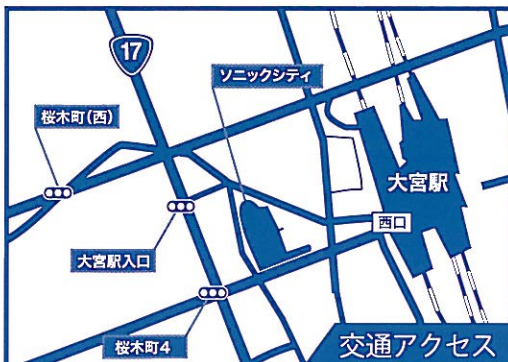 17
ソニックシティ
桜木町(西)
大宮駅
西口
大宮駅入口
桜木町4
交通アクセス